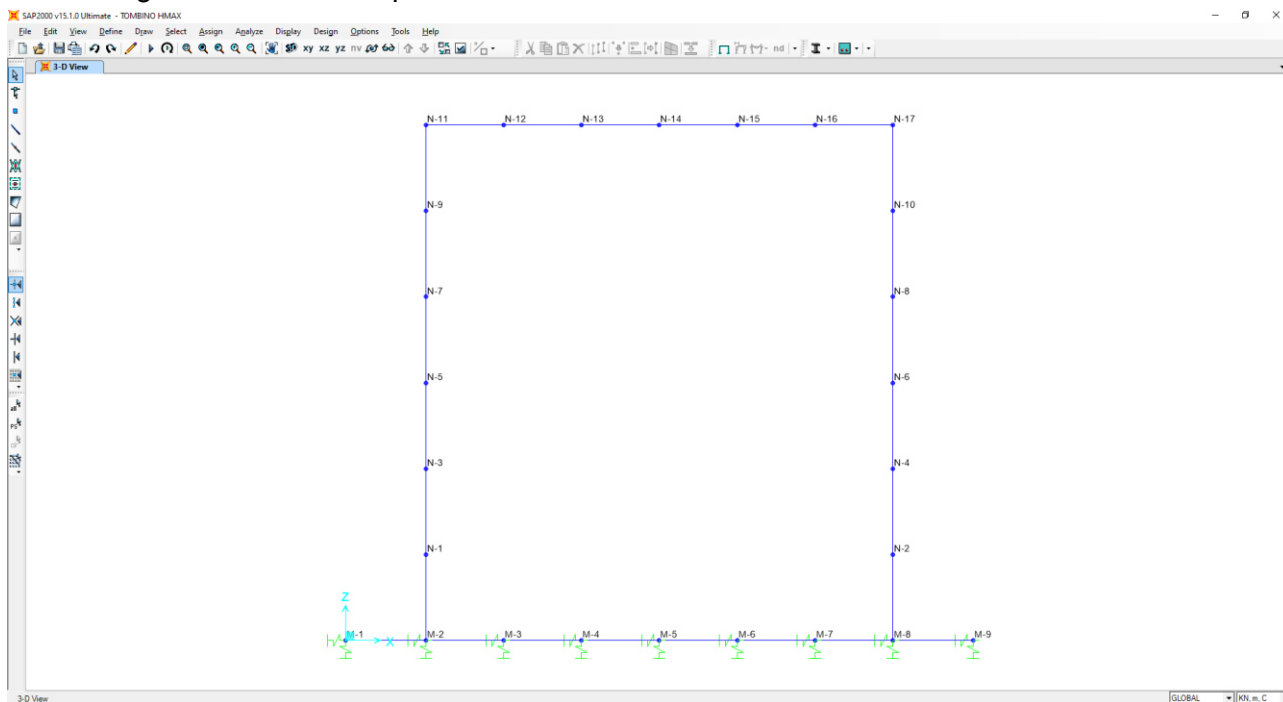 SAP2000 v15.1.0 Ultimate - TOMBINO HMAX
File Edit View Define Draw Select Assign Analyze Display Design Options Tools Help
3D xy xz yz nv nd
3-D View
N-11 N-12 N-13 N-14 N-15 N-16 N-17
N-9 N-10
N-7 N-8
N-5 N-6
N-3 N-4
N-1 N-2
Z
M-1 X M-2 M-3 M-4 M-5 M-6 M-7 M-8 M-9
3-D View GLOBAL KN, m, C